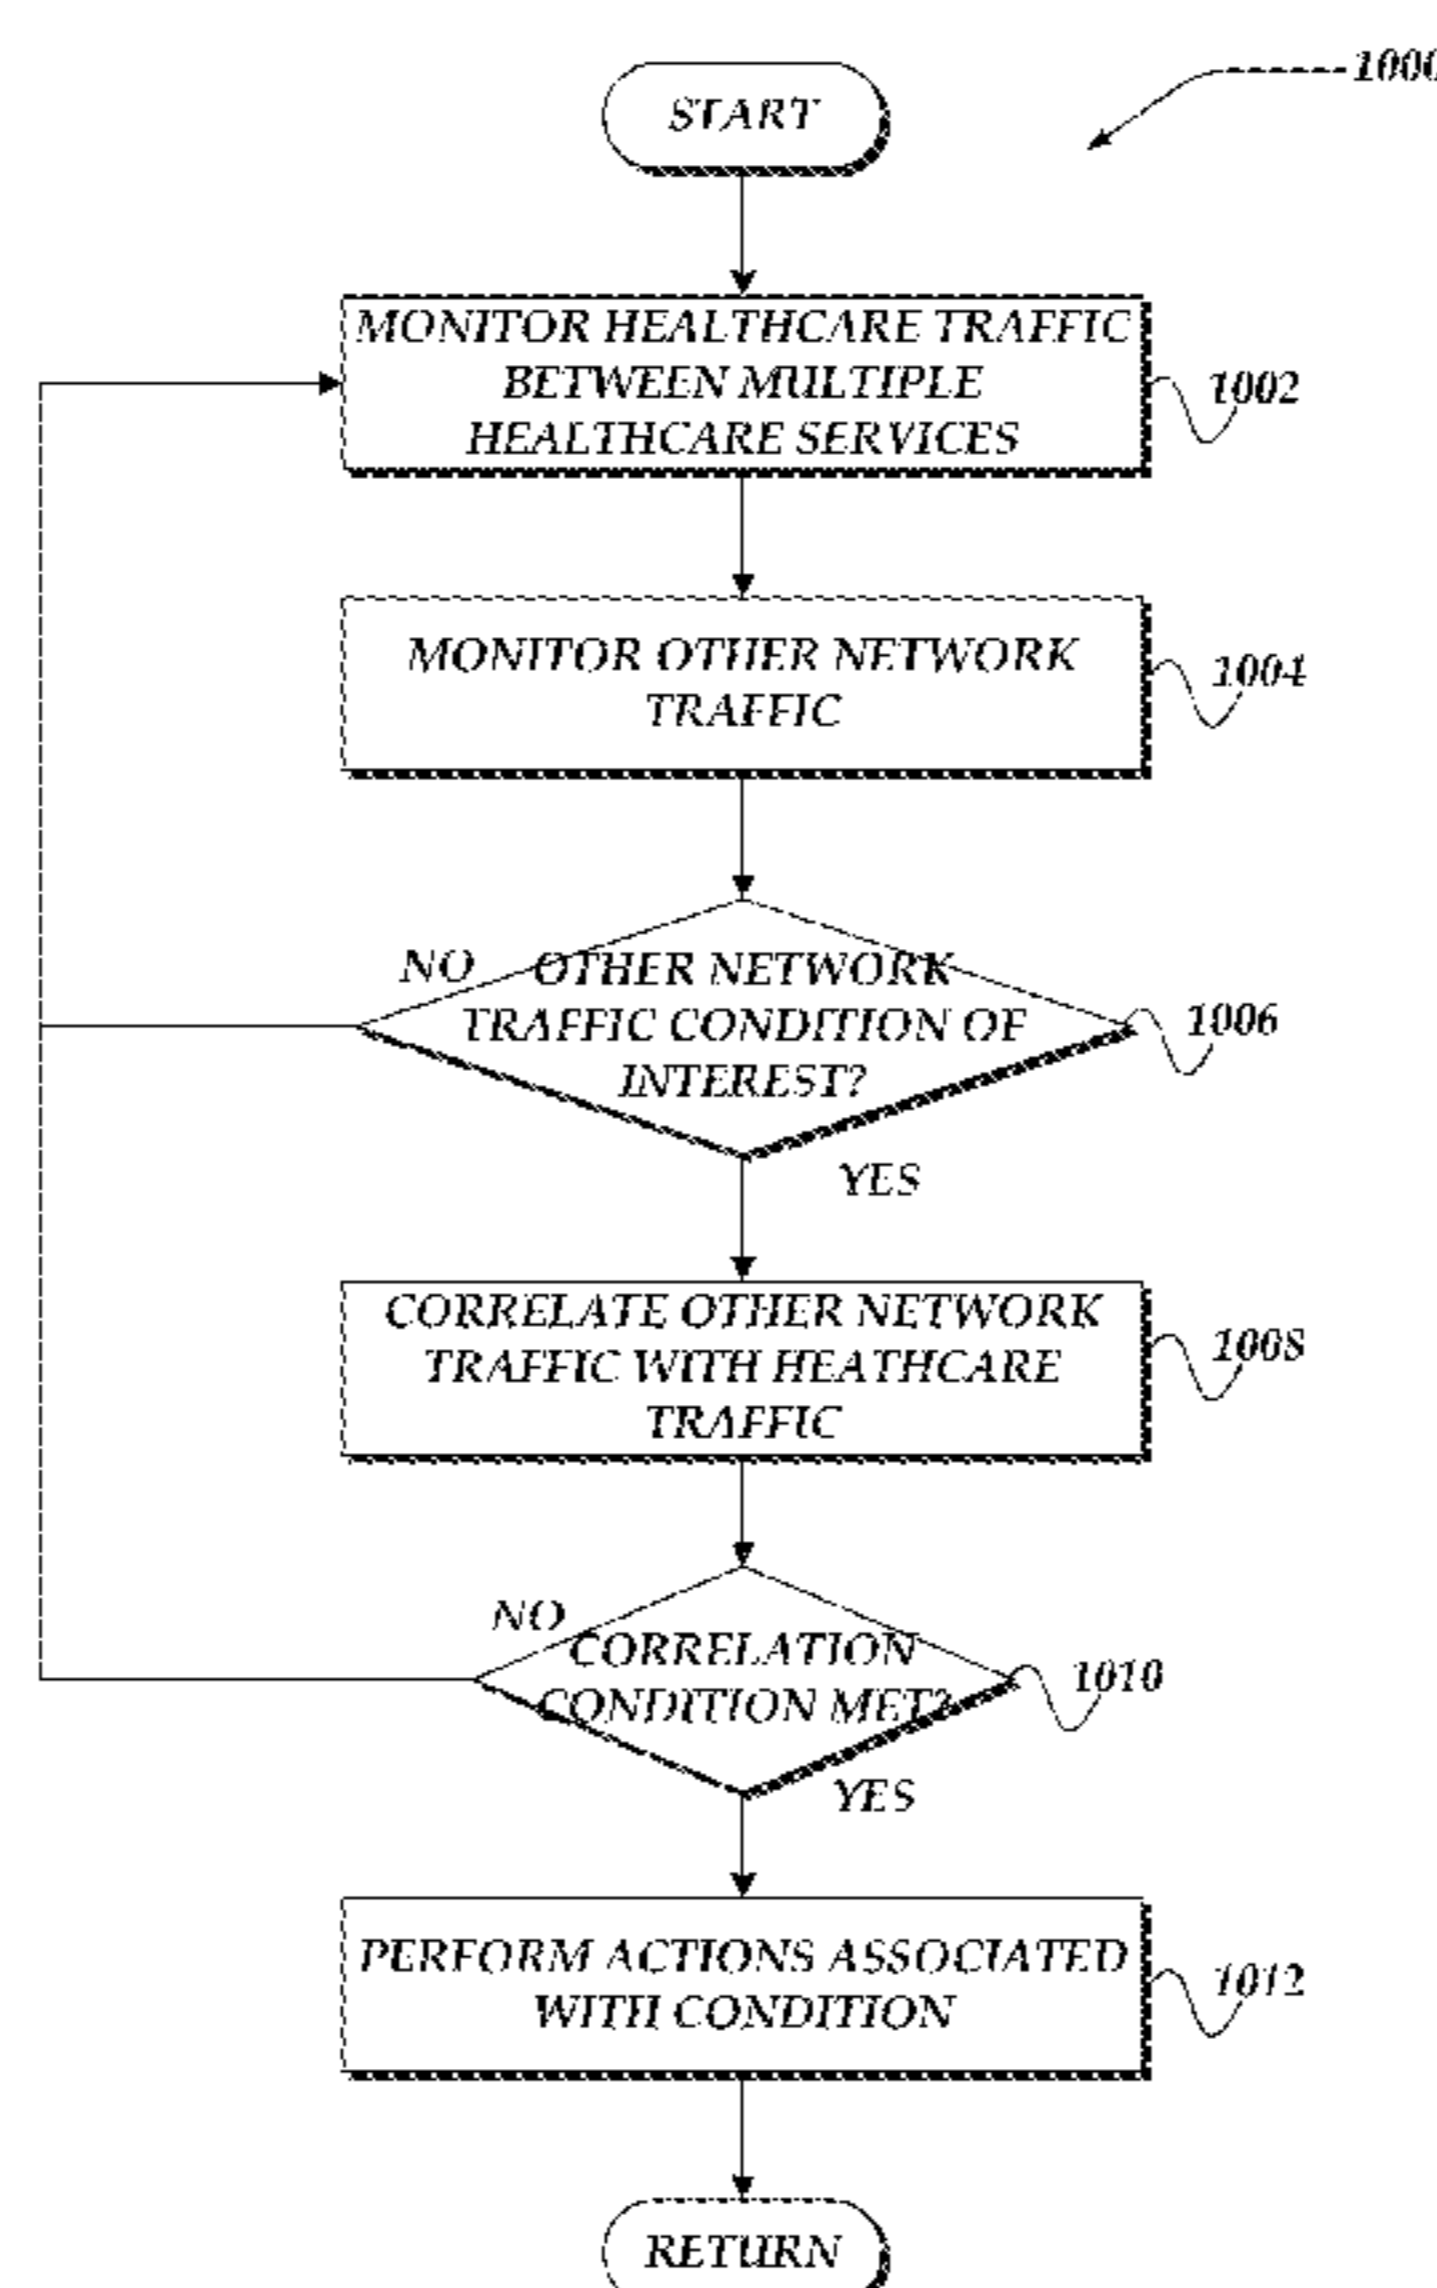 1000
START
MONITOR HEALTHCARE TRAFFIC
BETWEEN MULTIPLE
HEALTHCARE SERVICES
1002
MONITOR OTHER NETWORK
TRAFFIC
1004
NO
OTHER NETWORK
TRAFFIC CONDITION OF
INTEREST?
1006
YES
CORRELATE OTHER NETWORK
TRAFFIC WITH HEATHCARE
TRAFFIC
1008
NO
CORRELATION
CONDITION MET?
1010
YES
PERFORM ACTIONS ASSOCIATED
WITH CONDITION
1012
RETURN